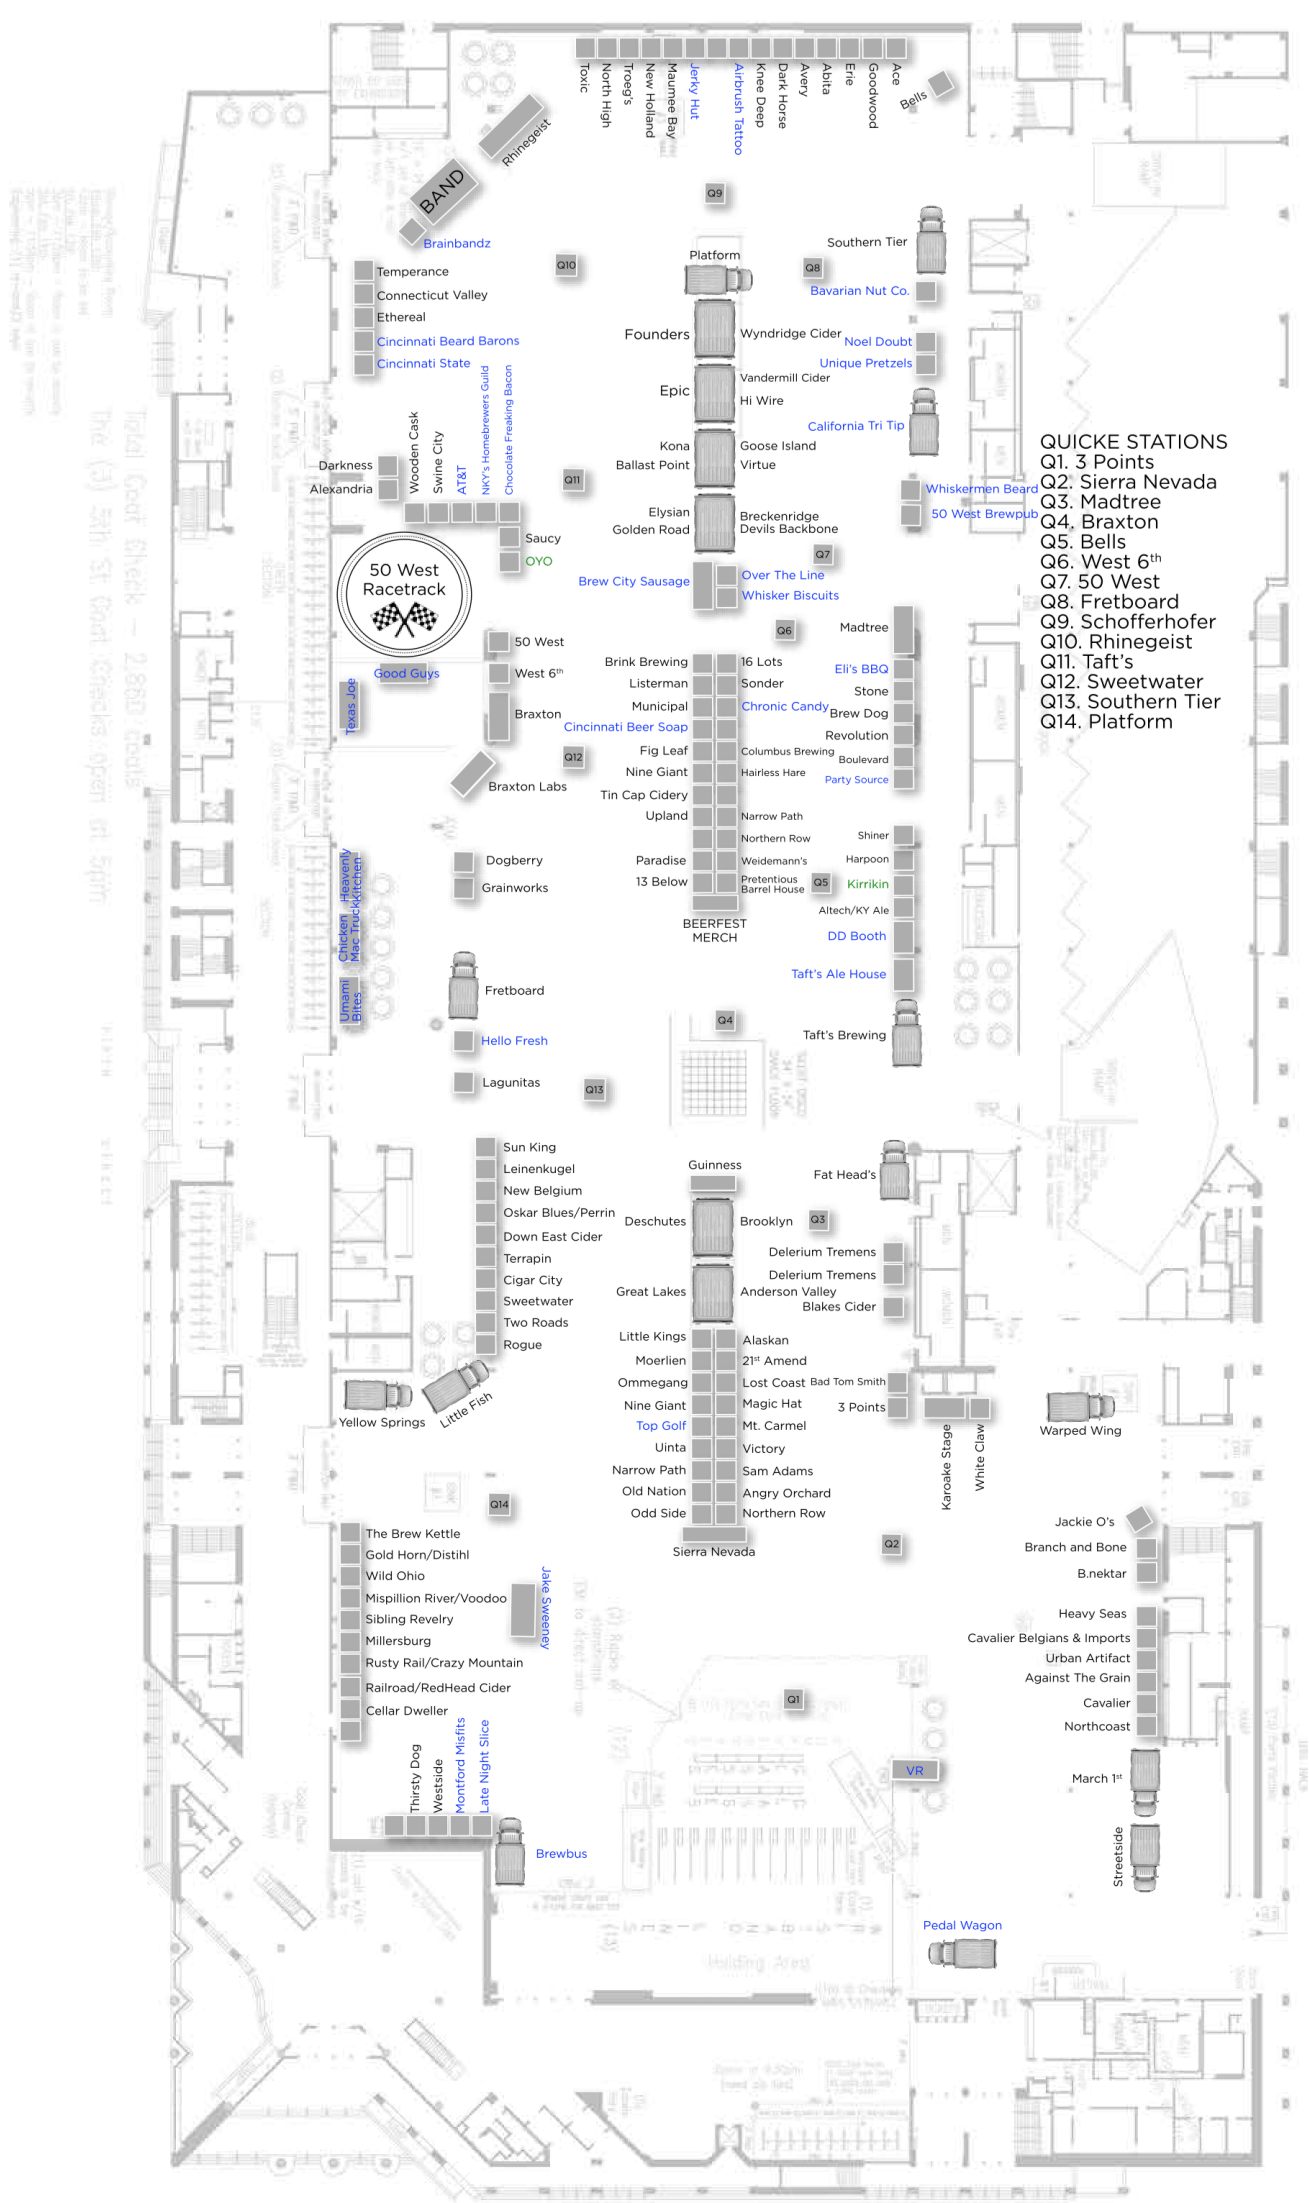 Toxic
North High
Troeg's
New Holland
Maumee Bay
Jerky Hut
Airbrush Tattoo
Knee Deep
Dark Horse
Avery
Abita
Erie
Goodwood
Ace
Bells
Rhinegeist
BAND
Brainbandz
Q9
Q10
Temperance
Connecticut Valley
Ethereal
Cincinnati Beard Barons
Cincinnati State
Platform
Q8
Southern Tier
Bavarian Nut Co.
Founders
Wyndridge Cider
Noel Doubt
Unique Pretzels
Epic
Vandermill Cider
Hi Wire
California Tri Tip
Kona
Goose Island
Ballast Point
Virtue
Elysian
Golden Road
Breckenridge
Devils Backbone
Whiskermen Beard
50 West Brewpub
QUICKE STATIONS
Q1. 3 Points
Q2. Sierra Nevada
Q3. Madtree
Q4. Braxton
Q5. Bells
Q6. West 6th
Q7. 50 West
Q8. Fretboard
Q9. Schofferhofer
Q10. Rhinegeist
Q11. Taft's
Q12. Sweetwater
Q13. Southern Tier
Q14. Platform
Darkness
Alexandria
Wooden Cask
Swine City
AT&T
NKY's Homebrewers Guild
Chocolate Freaking Bacon
Q11
Saucy
OYO
50 West
Racetrack
Q7
Brew City Sausage
Over The Line
Whisker Biscuits
Q6
50 West
West 6th
Good Guys
Texas Joe
Braxton
Braxton Labs
Q12
Brink Brewing
16 Lots
Listerman
Sonder
Municipal
Chronic Candy
Cincinnati Beer Soap
Fig Leaf
Columbus Brewing
Nine Giant
Hairless Hare
Tin Cap Cidery
Upland
Narrow Path
Northern Row
Paradise
Weidemann's
13 Below
Pretentious
Barrel House
BEERFEST
MERCH
Madtree
Eli's BBQ
Stone
Brew Dog
Revolution
Boulevard
Party Source
Shiner
Harpoon
Q5
Kirrikin
Altech/KY Ale
DD Booth
Taft's Ale House
Taft's Brewing
Dogberry
Grainworks
Heavenly
Kitchen
Chicken
Mac Truck
Umami
Bites
Fretboard
Hello Fresh
Lagunitas
Q13
Q4
Sun King
Leinenkugel
New Belgium
Oskar Blues/Perrin
Down East Cider
Terrapin
Cigar City
Sweetwater
Two Roads
Rogue
Yellow Springs
Little Fish
Guinness
Deschutes
Brooklyn
Q3
Fat Head's
Great Lakes
Anderson Valley
Delerium Tremens
Delerium Tremens
Blakes Cider
Little Kings
Alaskan
Moerlien
21st Amend
Ommegang
Lost Coast
Bad Tom Smith
Nine Giant
Magic Hat
3 Points
Top Golf
Mt. Carmel
Uinta
Victory
Narrow Path
Sam Adams
Old Nation
Angry Orchard
Odd Side
Northern Row
Sierra Nevada
Karoake Stage
White Claw
Warped Wing
Q14
Q2
The Brew Kettle
Gold Horn/Distihl
Wild Ohio
Mispillion River/Voodoo
Sibling Revelry
Millersburg
Rusty Rail/Crazy Mountain
Railroad/RedHead Cider
Cellar Dweller
Jake Sweeney
Jackie O's
Branch and Bone
B.nektar
Heavy Seas
Cavalier Belgians & Imports
Urban Artifact
Against The Grain
Cavalier
Northcoast
March 1st
Streetside
Q1
VR
Thirsty Dog
Westside
Montford Misfits
Late Night Slice
Brewbus
Pedal Wagon
Holding Area